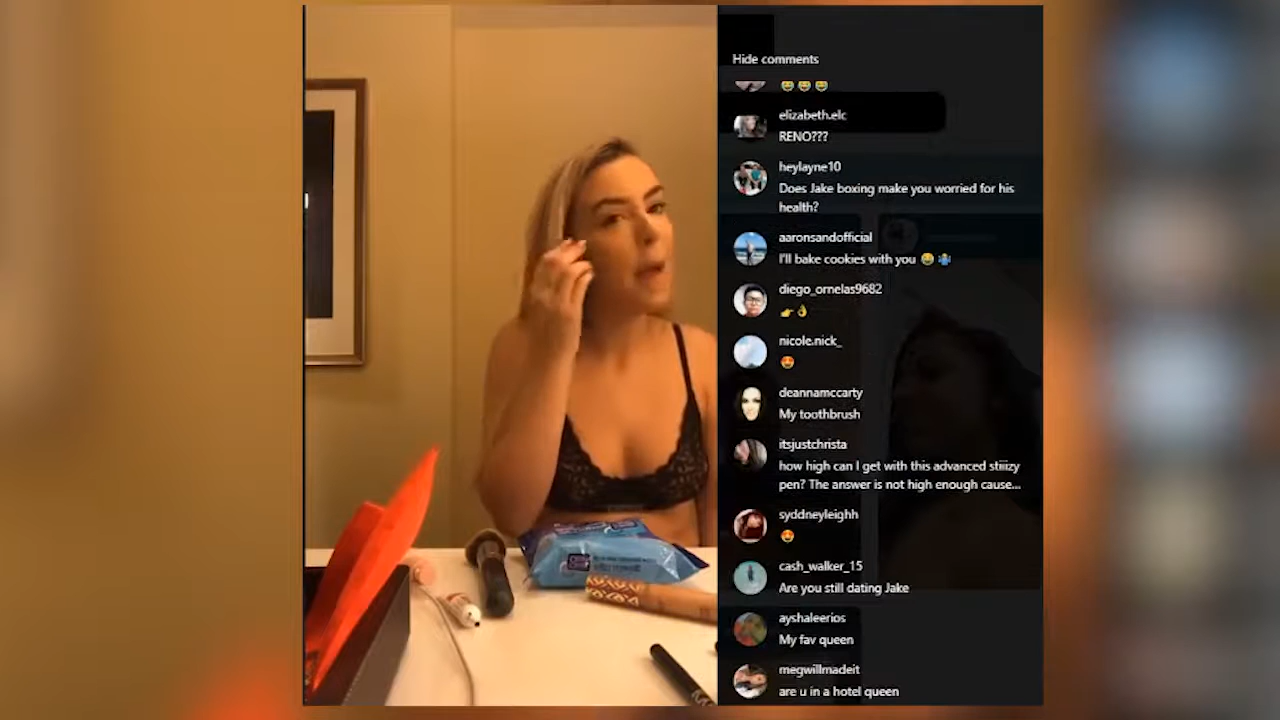 Hide comments
elizabeth.elc
RENO???
heylayne10
Does Jake boxing make you worried for his
health?
aaronsandofficial
I'll bake cookies with you
diego_ornelas9682
nicole.nick_
deannamccarty
My toothbrush
itsjustchrista
how high can I get with this advanced stiiizy
pen? The answer is not high enough cause...
syddneyleighh
cash_walker_15
Are you still dating Jake
ayshaleerios
My fav queen
megwillmadeit
are u in a hotel queen